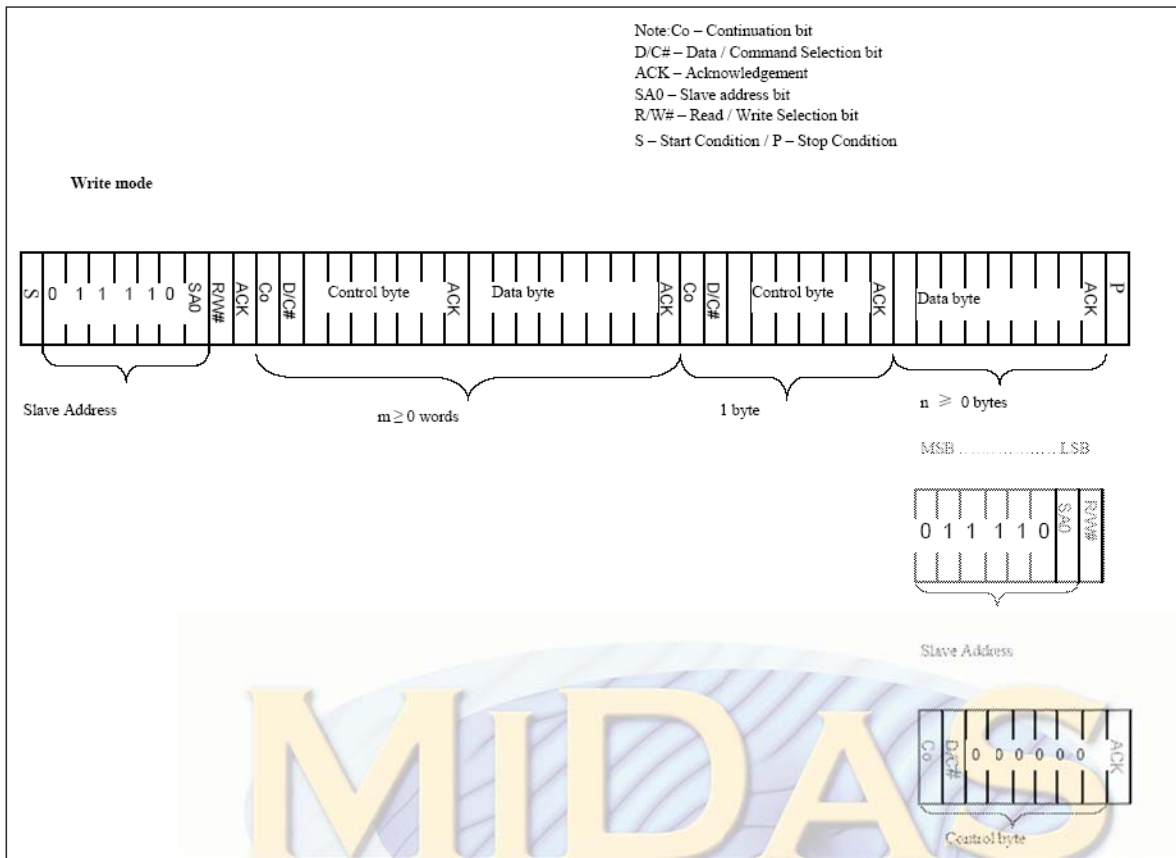 Note:Co – Continuation bit
D/C# – Data / Command Selection bit
ACK – Acknowledgement
SA0 – Slave address bit
R/W# – Read / Write Selection bit
S – Start Condition / P – Stop Condition
Write mode
S 0 1 1 1 1 0 SA0 R/W# ACK Co D/C# Control byte ACK Data byte ACK Co D/C# Control byte ACK Data byte ACK P
Slave Address
m ≥ 0 words
1 byte
n ≥ 0 bytes
MSB ..................... LSB
0 1 1 1 1 0 SA0 R/W#
Slave Address
Co D/C# 0 0 0 0 0 0 ACK
Control byte
MIDAS